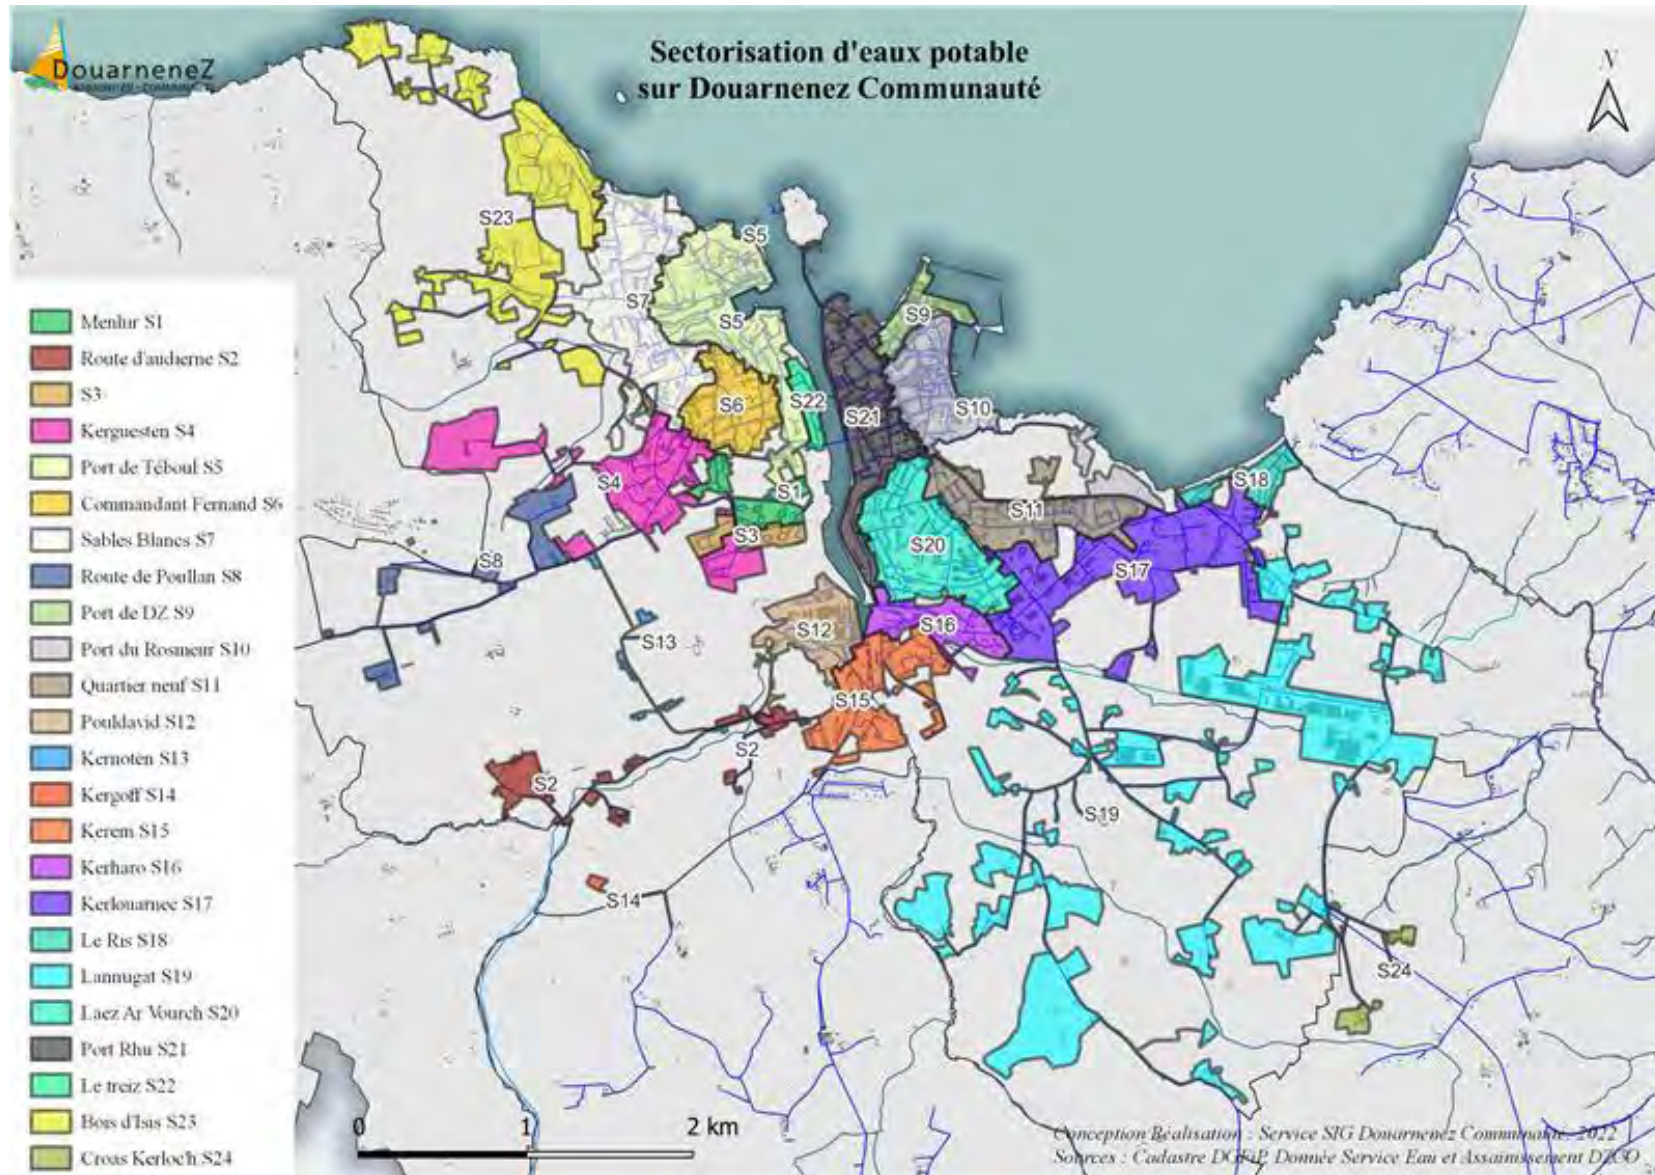 Sectorisation d'eaux potable
sur Douarnenez Communauté
DouarneneZ
N
S23
S5
S7
S5
S9
S6
S22
S21
S10
S4
S1
S18
S11
S3
S20
S8
S17
S13
S12
S16
S15
S2
S2
S19
S14
S24
Menhir S1
Route d'audierne S2
S3
Kerguesten S4
Port de Téboul S5
Commandant Fernand S6
Sables Blancs S7
Route de Poullan S8
Port de DZ S9
Port du Rosmeur S10
Quartier neuf S11
Pouldavid S12
Kernoten S13
Kergoff S14
Kerem S15
Kerharo S16
Kerlouarnec S17
Le Ris S18
Lannugat S19
Laez Ar Vourch S20
Port Rhu S21
Le treiz S22
Bois d'Isis S23
Croas Kerloc'h S24
0 1 2 km
Conception Réalisation : Service SIG Douarnenez Communauté, 2022
Sources : Cadastre DGFiP, Donnée Service Eau et Assainissement DZCO